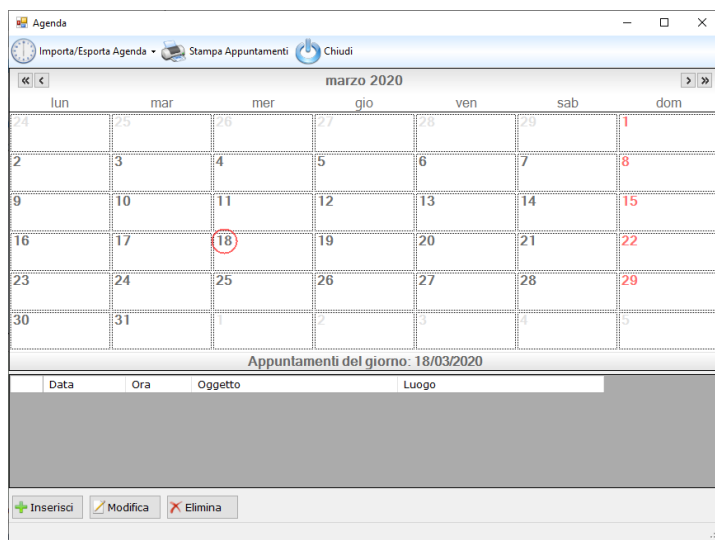 Agenda
Importa/Esporta Agenda Stampa Appuntamenti Chiudi
marzo 2020
lun mar mer gio ven sab dom
24 25 26 27 28 29 1
2 3 4 5 6 7 8
9 10 11 12 13 14 15
16 17 18 19 20 21 22
23 24 25 26 27 28 29
30 31 1 2 3 4 5
Appuntamenti del giorno: 18/03/2020
Data Ora Oggetto Luogo
Inserisci Modifica Elimina